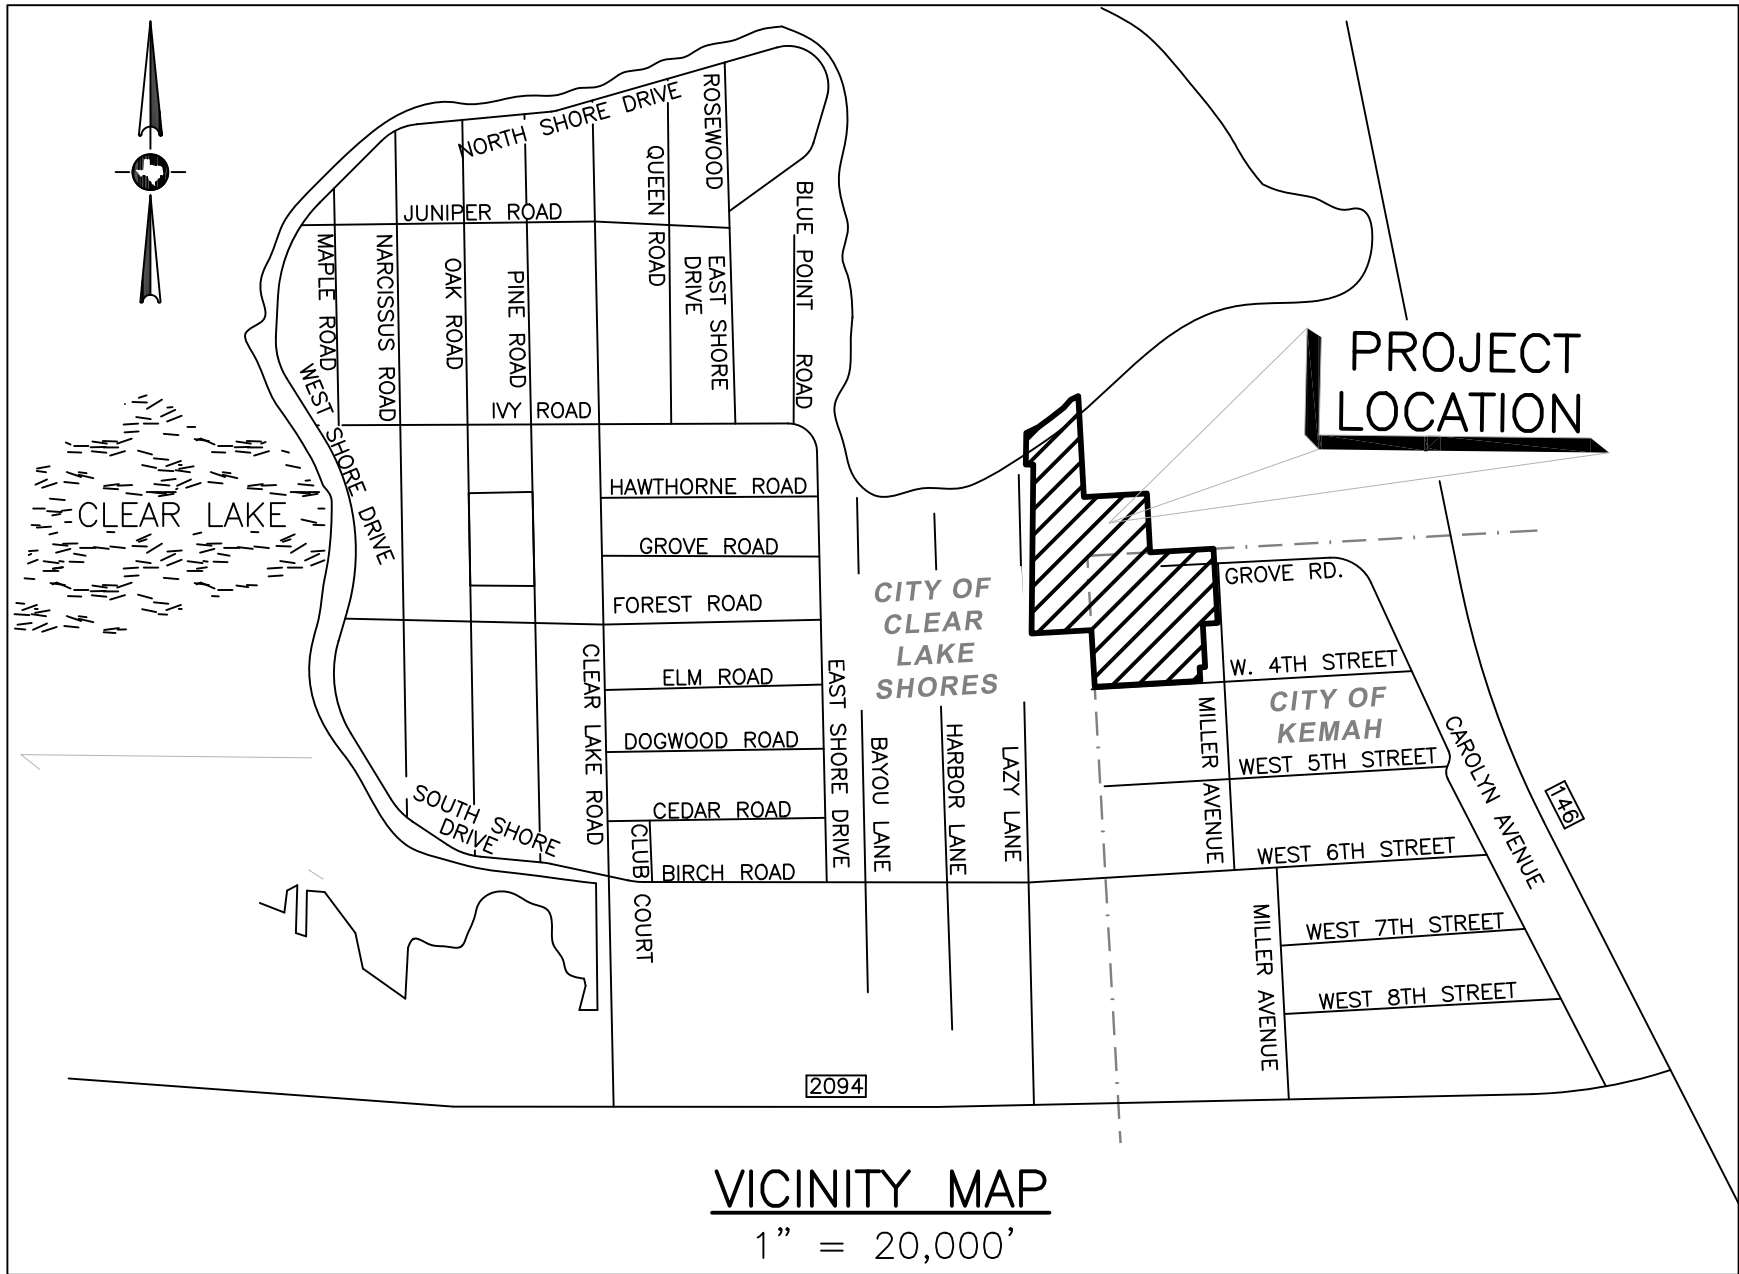 NORTH SHORE DRIVE
ROSEWOOD
QUEEN ROAD
BLUE POINT ROAD
JUNIPER ROAD
MAPLE ROAD
NARCISSUS ROAD
OAK ROAD
PINE ROAD
EAST SHORE
DRIVE
WEST SHORE DRIVE
IVY ROAD
PROJECT
LOCATION
CLEAR LAKE
HAWTHORNE ROAD
GROVE ROAD
FOREST ROAD
CITY OF
CLEAR
LAKE
SHORES
GROVE RD.
W. 4TH STREET
CITY OF
KEMAH
CLEAR LAKE ROAD
ELM ROAD
EAST SHORE DRIVE
DOGWOOD ROAD
BAYOU LANE
HARBOR LANE
LAZY LANE
MILLER AVENUE
WEST 5TH STREET
CAROLYN AVENUE
146
SOUTH SHORE
DRIVE
CEDAR ROAD
CLUB COURT
BIRCH ROAD
WEST 6TH STREET
MILLER AVENUE
WEST 7TH STREET
WEST 8TH STREET
2094
VICINITY MAP
1” = 20,000’